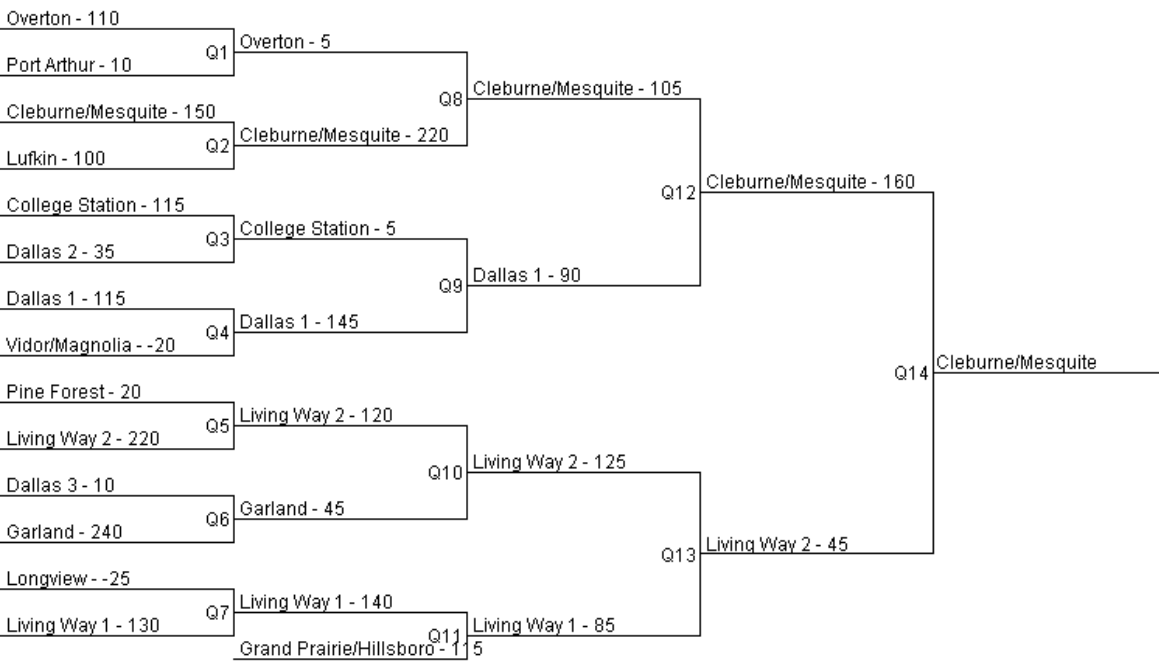 Overton - 110
Port Arthur - 10
Q1
Overton - 5
Cleburne/Mesquite - 150
Lufkin - 100
Q2
Cleburne/Mesquite - 220
Q8
Cleburne/Mesquite - 105
College Station - 115
Dallas 2 - 35
Q3
College Station - 5
Dallas 1 - 115
Vidor/Magnolia - -20
Q4
Dallas 1 - 145
Q9
Dallas 1 - 90
Q12
Cleburne/Mesquite - 160
Pine Forest - 20
Living Way 2 - 220
Q5
Living Way 2 - 120
Dallas 3 - 10
Garland - 240
Q6
Garland - 45
Q10
Living Way 2 - 125
Longview - -25
Living Way 1 - 130
Q7
Living Way 1 - 140
Grand Prairie/Hillsboro - 115
Q11
Living Way 1 - 85
Q13
Living Way 2 - 45
Q14
Cleburne/Mesquite